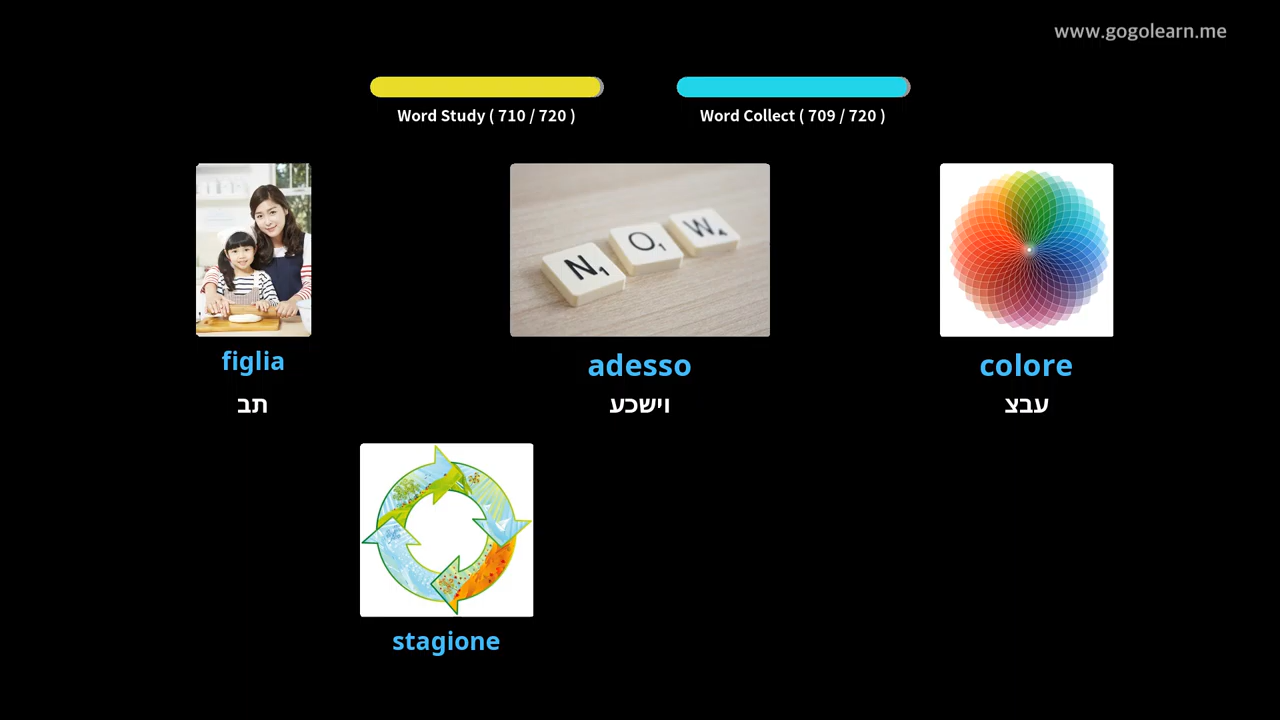 www.gogolearn.me
Word Study ( 710 / 720 )
Word Collect ( 709 / 720 )
NOW
figlia
adesso
colore
תב
וישכע
עבצ
stagione